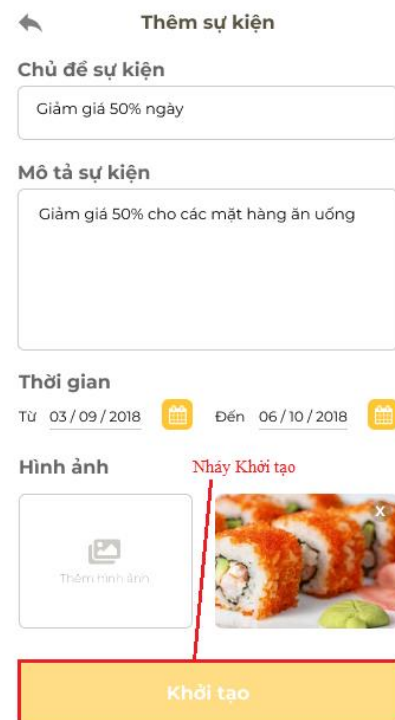 Thêm sự kiện
Chủ đề sự kiện
Giảm giá 50% ngày
Mô tả sự kiện
Giảm giá 50% cho các mặt hàng ăn uống
Thời gian
Từ 03 / 09 / 2018 Đến 06 / 10 / 2018
Hình ảnh Nháy Khởi tạo
X
Thêm hình ảnh
Khởi tạo